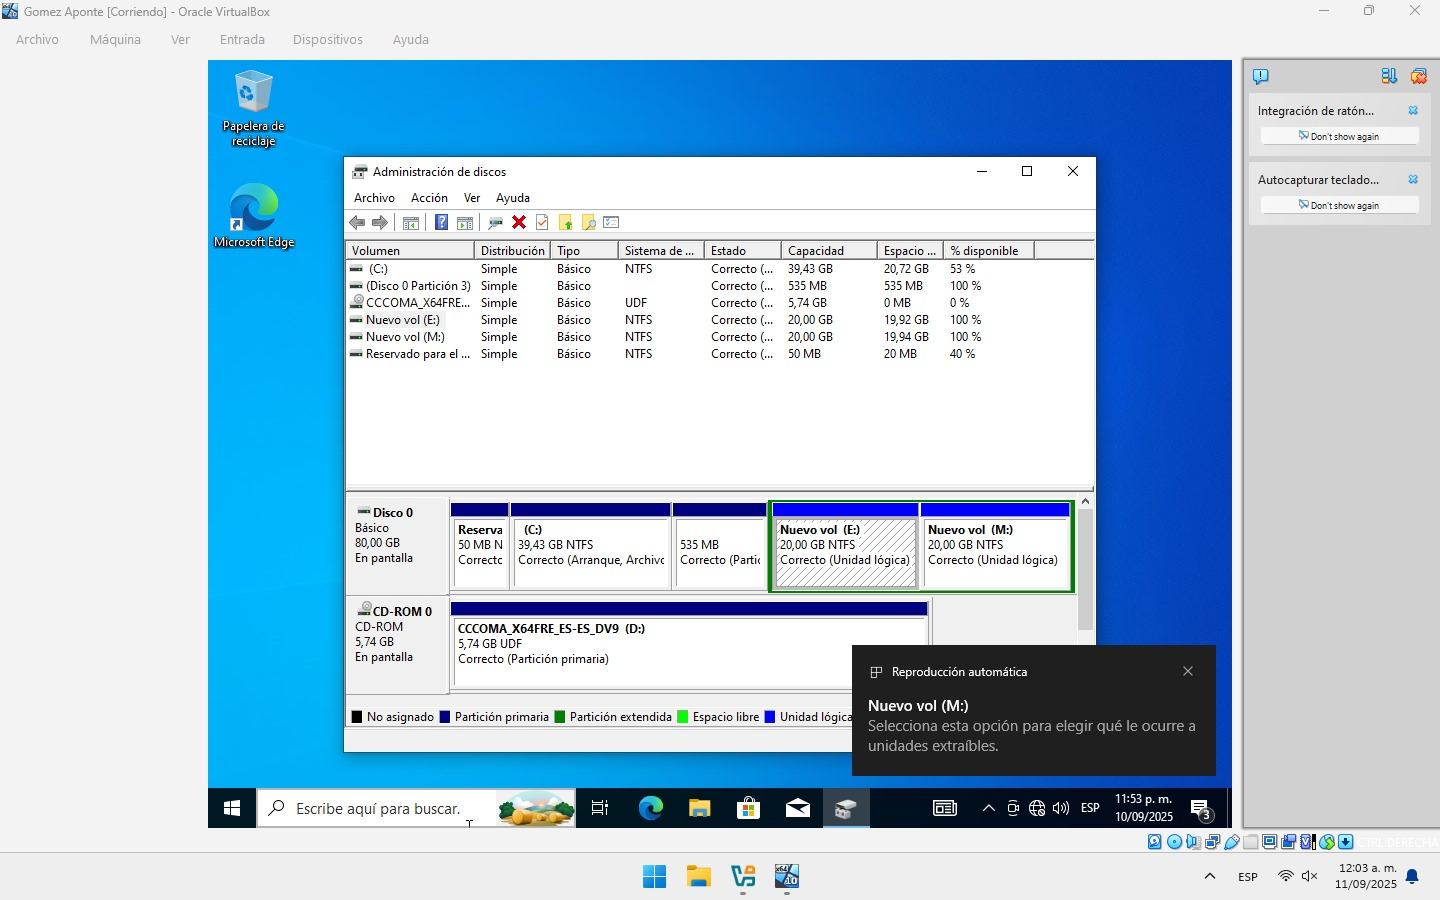 Gomez Aponte [Corriendo] - Oracle VirtualBox
Archivo Máquina Ver Entrada Dispositivos Ayuda
Papelera de
reciclaje
Microsoft Edge
Administración de discos
Archivo Acción Ver Ayuda
Volumen Distribución Tipo Sistema de ... Estado Capacidad Espacio ... % disponible
(C:) Simple Básico NTFS Correcto (... 39,43 GB 20,72 GB 53 %
(Disco 0 Partición 3) Simple Básico Correcto (... 535 MB 535 MB 100 %
CCCOMA_X64FRE... Simple Básico UDF Correcto (... 5,74 GB 0 MB 0 %
Nuevo vol (E:) Simple Básico NTFS Correcto (... 20,00 GB 19,92 GB 100 %
Nuevo vol (M:) Simple Básico NTFS Correcto (... 20,00 GB 19,94 GB 100 %
Reservado para el ... Simple Básico NTFS Correcto (... 50 MB 20 MB 40 %
Disco 0
Básico
80,00 GB
En pantalla
Reserva
50 MB N
Correcto
(C:)
39,43 GB NTFS
Correcto (Arranque, Archivo
535 MB
Correcto (Partic
Nuevo vol (E:)
20,00 GB NTFS
Correcto (Unidad lógica)
Nuevo vol (M:)
20,00 GB NTFS
Correcto (Unidad lógica)
CD-ROM 0
CD-ROM
5,74 GB
En pantalla
CCCOMA_X64FRE_ES-ES_DV9 (D:)
5,74 GB UDF
Correcto (Partición primaria)
No asignado Partición primaria Partición extendida Espacio libre Unidad lógica
Reproducción automática
Nuevo vol (M:)
Selecciona esta opción para elegir qué le ocurre a
unidades extraíbles.
Integración de ratón...
Don't show again
Autocapturar teclado...
Don't show again
Escribe aquí para buscar.
ESP
11:53 p. m.
10/09/2025
3
CTRL DERECHA
x64
10
ESP
12:03 a. m.
11/09/2025